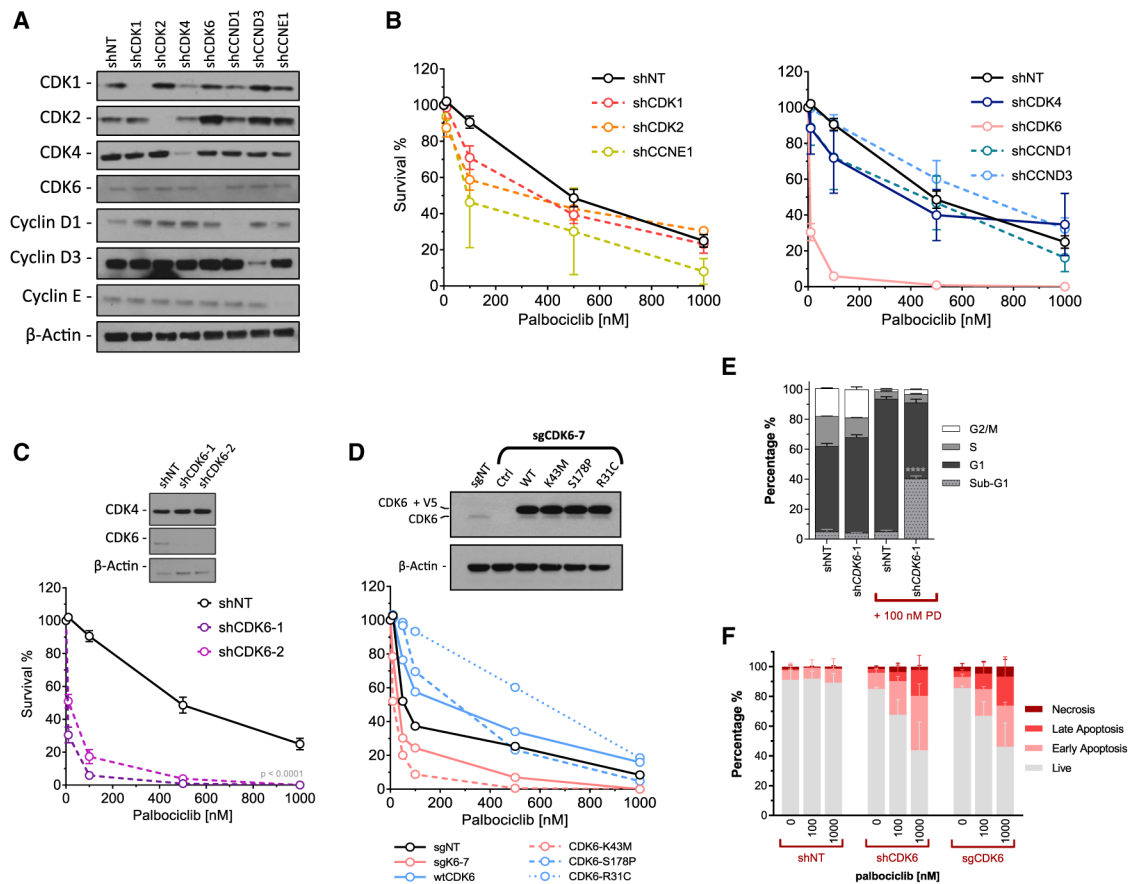 A
shNT
shCDK1
shCDK2
shCDK4
shCDK6
shCCND1
shCCND3
shCCNE1
CDK1 -
CDK2 -
CDK4 -
CDK6 -
Cyclin D1 -
Cyclin D3 -
Cyclin E -
β-Actin -
B
Survival %
120
100
80
60
40
20
0
0 200 400 600 800 1000
Palbociclib [nM]
shNT
shCDK1
shCDK2
shCCNE1
120
100
80
60
40
20
0
0 200 400 600 800 1000
Palbociclib [nM]
shNT
shCDK4
shCDK6
shCCND1
shCCND3
C
shNT
shCDK6-1
shCDK6-2
CDK4 -
CDK6 -
β-Actin -
Survival %
120
100
80
60
40
20
0
0 200 400 600 800 1000
Palbociclib [nM]
shNT
shCDK6-1
shCDK6-2
p < 0.0001
D
sgCDK6-7
sgNT
Ctrl
WT
K43M
S178P
R31C
CDK6 + V5
CDK6
β-Actin -
120
100
80
60
40
20
0
0 200 400 600 800 1000
Palbociclib [nM]
sgNT
sgK6-7
wtCDK6
CDK6-K43M
CDK6-S178P
CDK6-R31C
E
Percentage %
100
80
60
40
20
0
****
G2/M
S
G1
Sub-G1
shNT
shCDK6-1
shNT
shCDK6-1
+ 100 nM PD
F
Percentage %
100
80
60
40
20
0
Necrosis
Late Apoptosis
Early Apoptosis
Live
0 100 1000 0 100 1000 0 100 1000
shNT shCDK6 sgCDK6
palbociclib [nM]